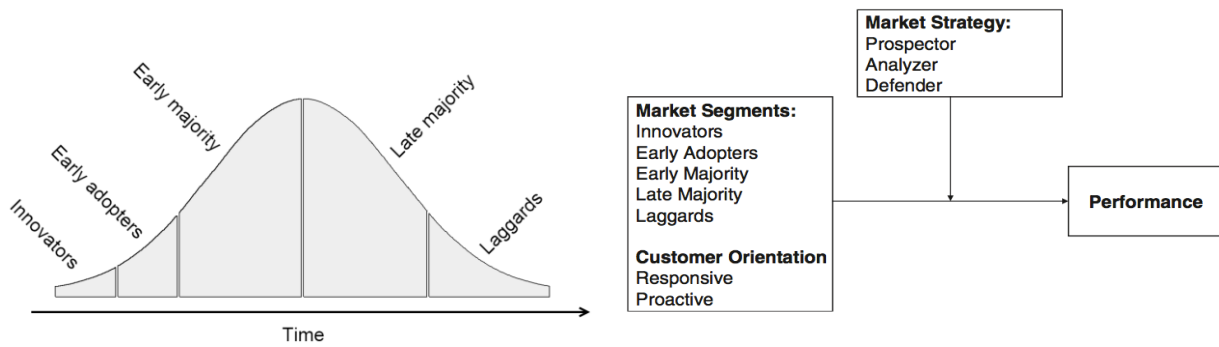 Innovators
Early adopters
Early majority
Late majority
Laggards
Time
Market Strategy:
Prospector
Analyzer
Defender
Market Segments:
Innovators
Early Adopters
Early Majority
Late Majority
Laggards
Customer Orientation
Responsive
Proactive
Performance